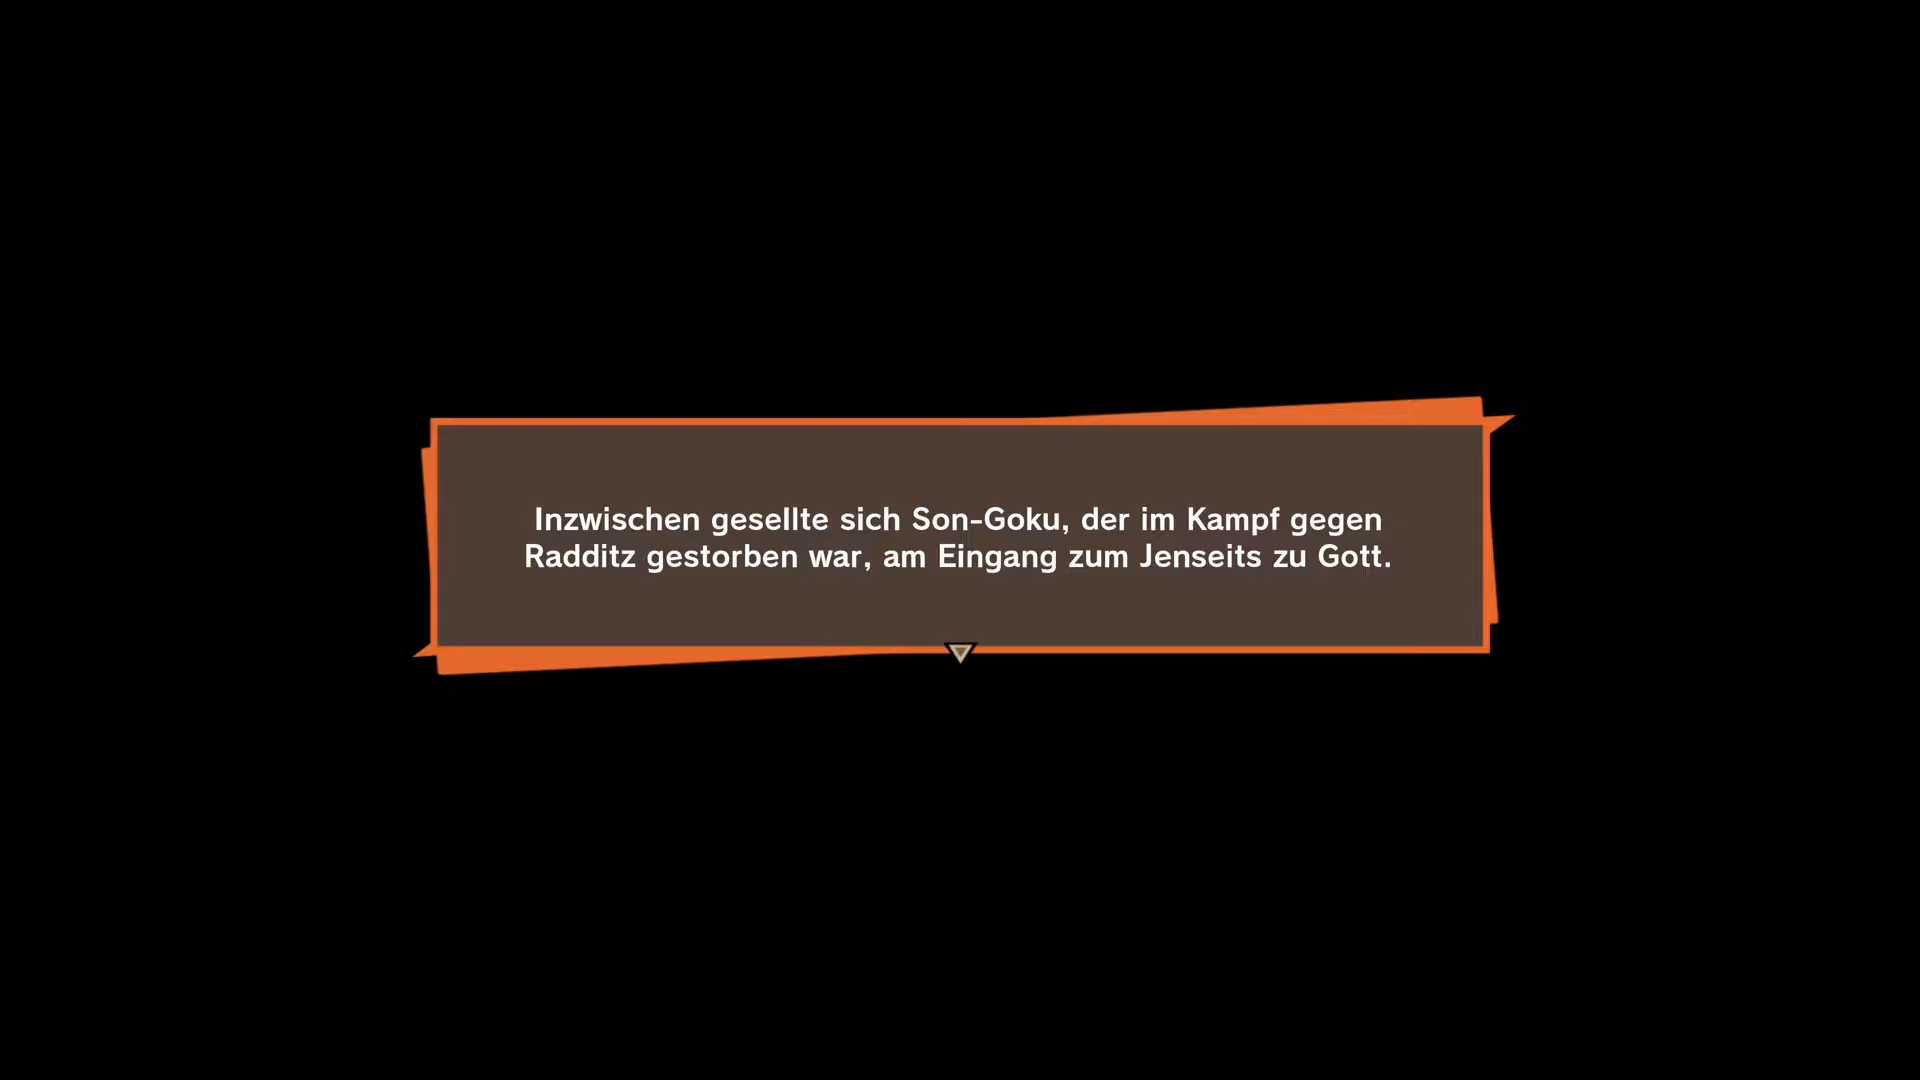 Inzwischen gesellte sich Son-Goku, der im Kampf gegen
Radditz gestorben war, am Eingang zum Jenseits zu Gott.